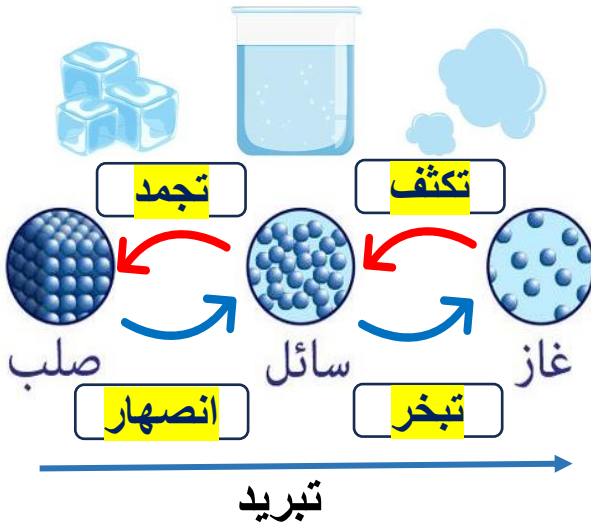 تكثف
تجمد
غاز
سائل
صلب
تبخر
انصهار
تبريد